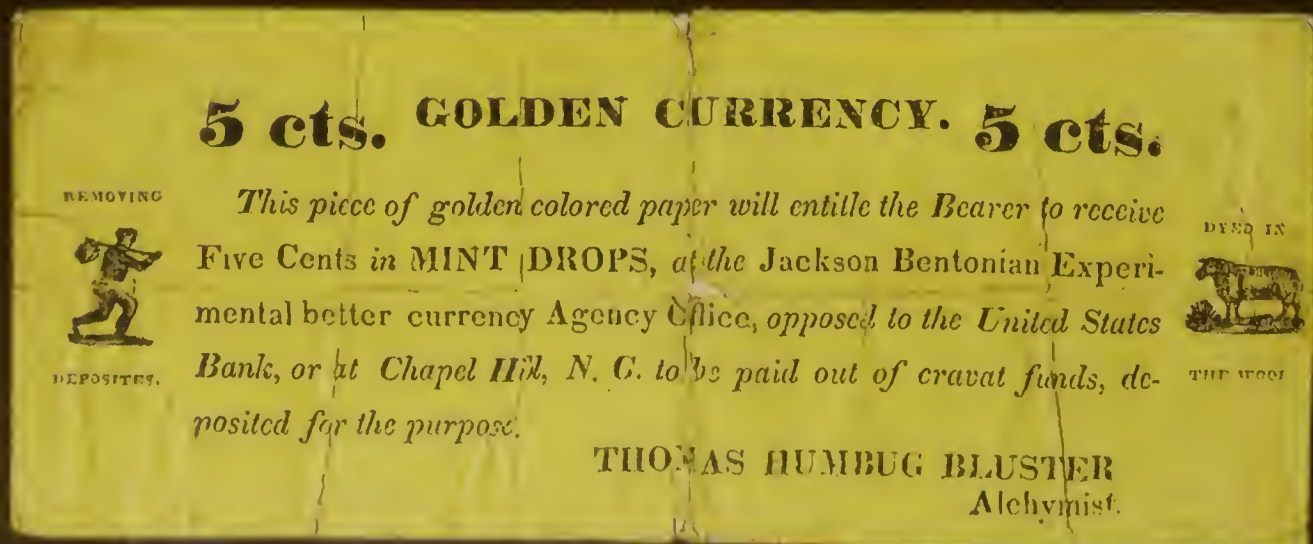 5 cts. GOLDEN CURRENCY. 5 cts.
REMOVING
DEPOSITES.
This piece of golden colored paper will entitle the Bearer to receive
Five Cents in MINT DROPS, at the Jackson Bentonian Experi-
mental better currency Agency Office, opposed to the United States
Bank, or at Chapel Hill, N. C. to be paid out of cravat funds, de-
posited for the purpose.
THOMAS HUMBUG BLUSTER
Alchymist.
DYED IN
THE WOOL